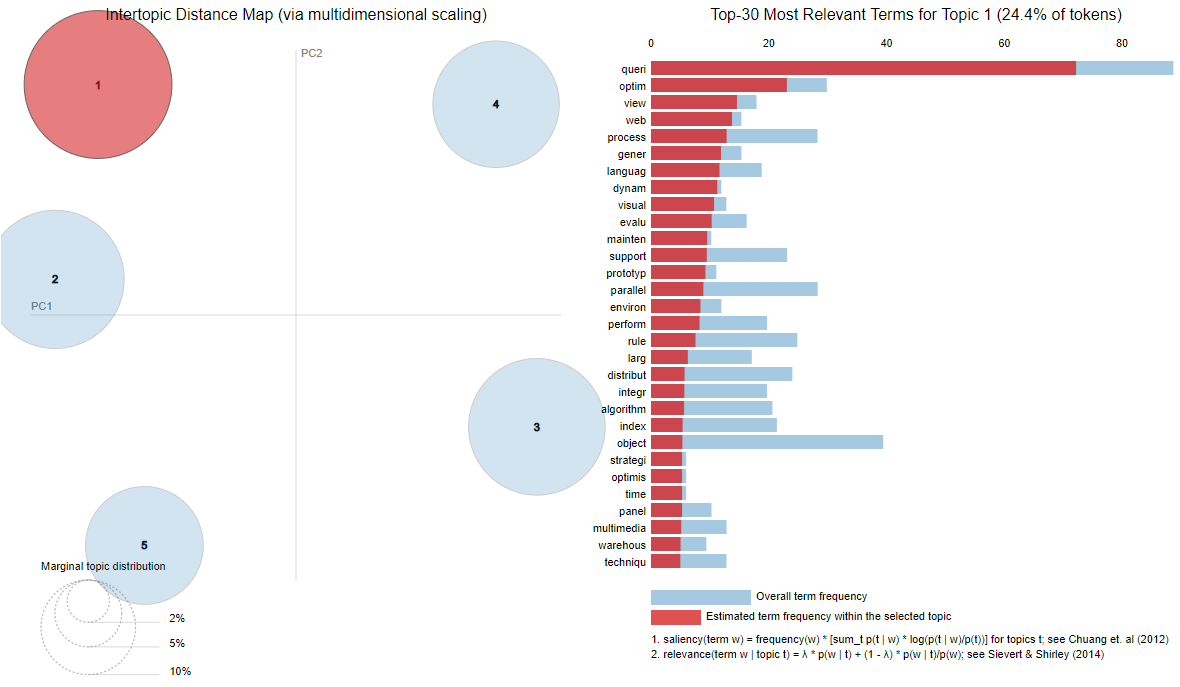 Intertopic Distance Map (via multidimensional scaling)
PC2
1
4
2
PC1
3
5
Marginal topic distribution
2%
5%
10%
Top-30 Most Relevant Terms for Topic 1 (24.4% of tokens)
0 20 40 60 80
queri
optim
view
web
process
gener
languag
dynam
visual
evalu
mainten
support
prototyp
parallel
environ
perform
rule
larg
distribut
integr
algorithm
index
object
strategi
optimis
time
panel
multimedia
warehous
techniqu
Overall term frequency
Estimated term frequency within the selected topic
1. saliency(term w) = frequency(w) * [sum_t p(t | w) * log(p(t | w)/p(t))] for topics t; see Chuang et. al (2012)
2. relevance(term w | topic t) = λ * p(w | t) + (1 - λ) * p(w | t)/p(w); see Sievert & Shirley (2014)